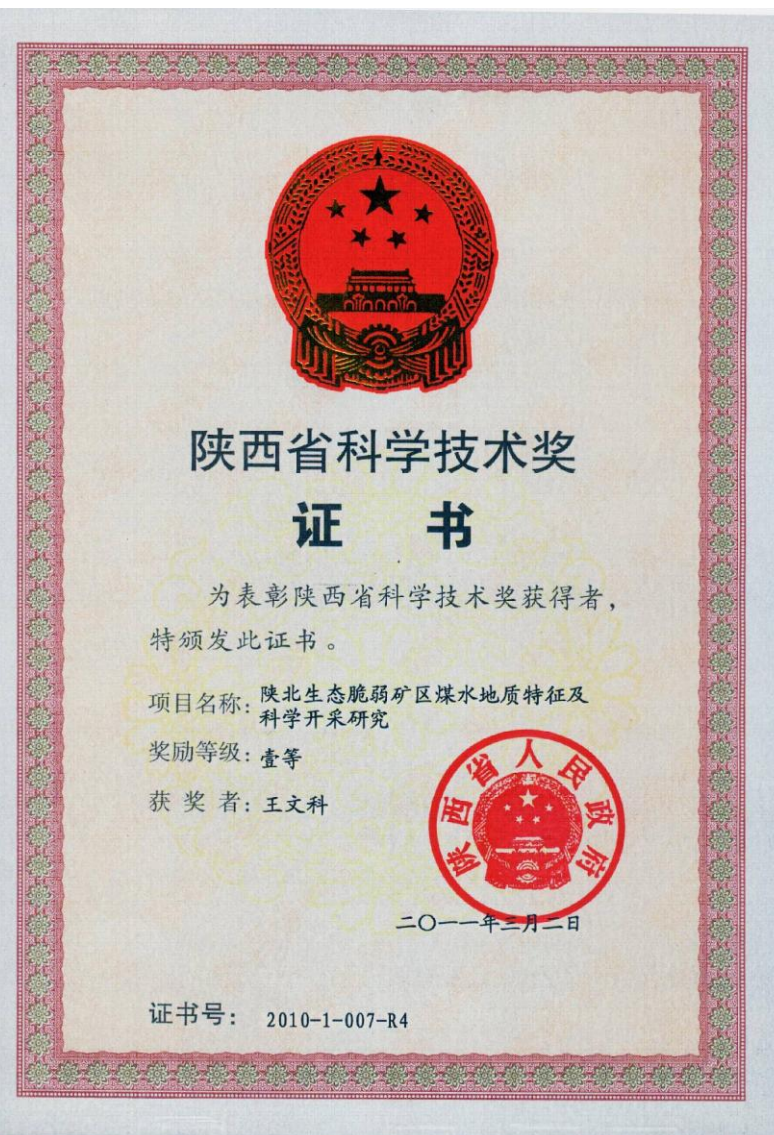 陕西省科学技术奖
证 书
为表彰陕西省科学技术奖获得者，
特颁发此证书。
项目名称：陕北生态脆弱矿区煤水地质特征及
科学开采研究
奖励等级：壹等
获 奖 者：王文科
陕西省人民政府
二〇一一年三月二日
证书号： 2010-1-007-R4